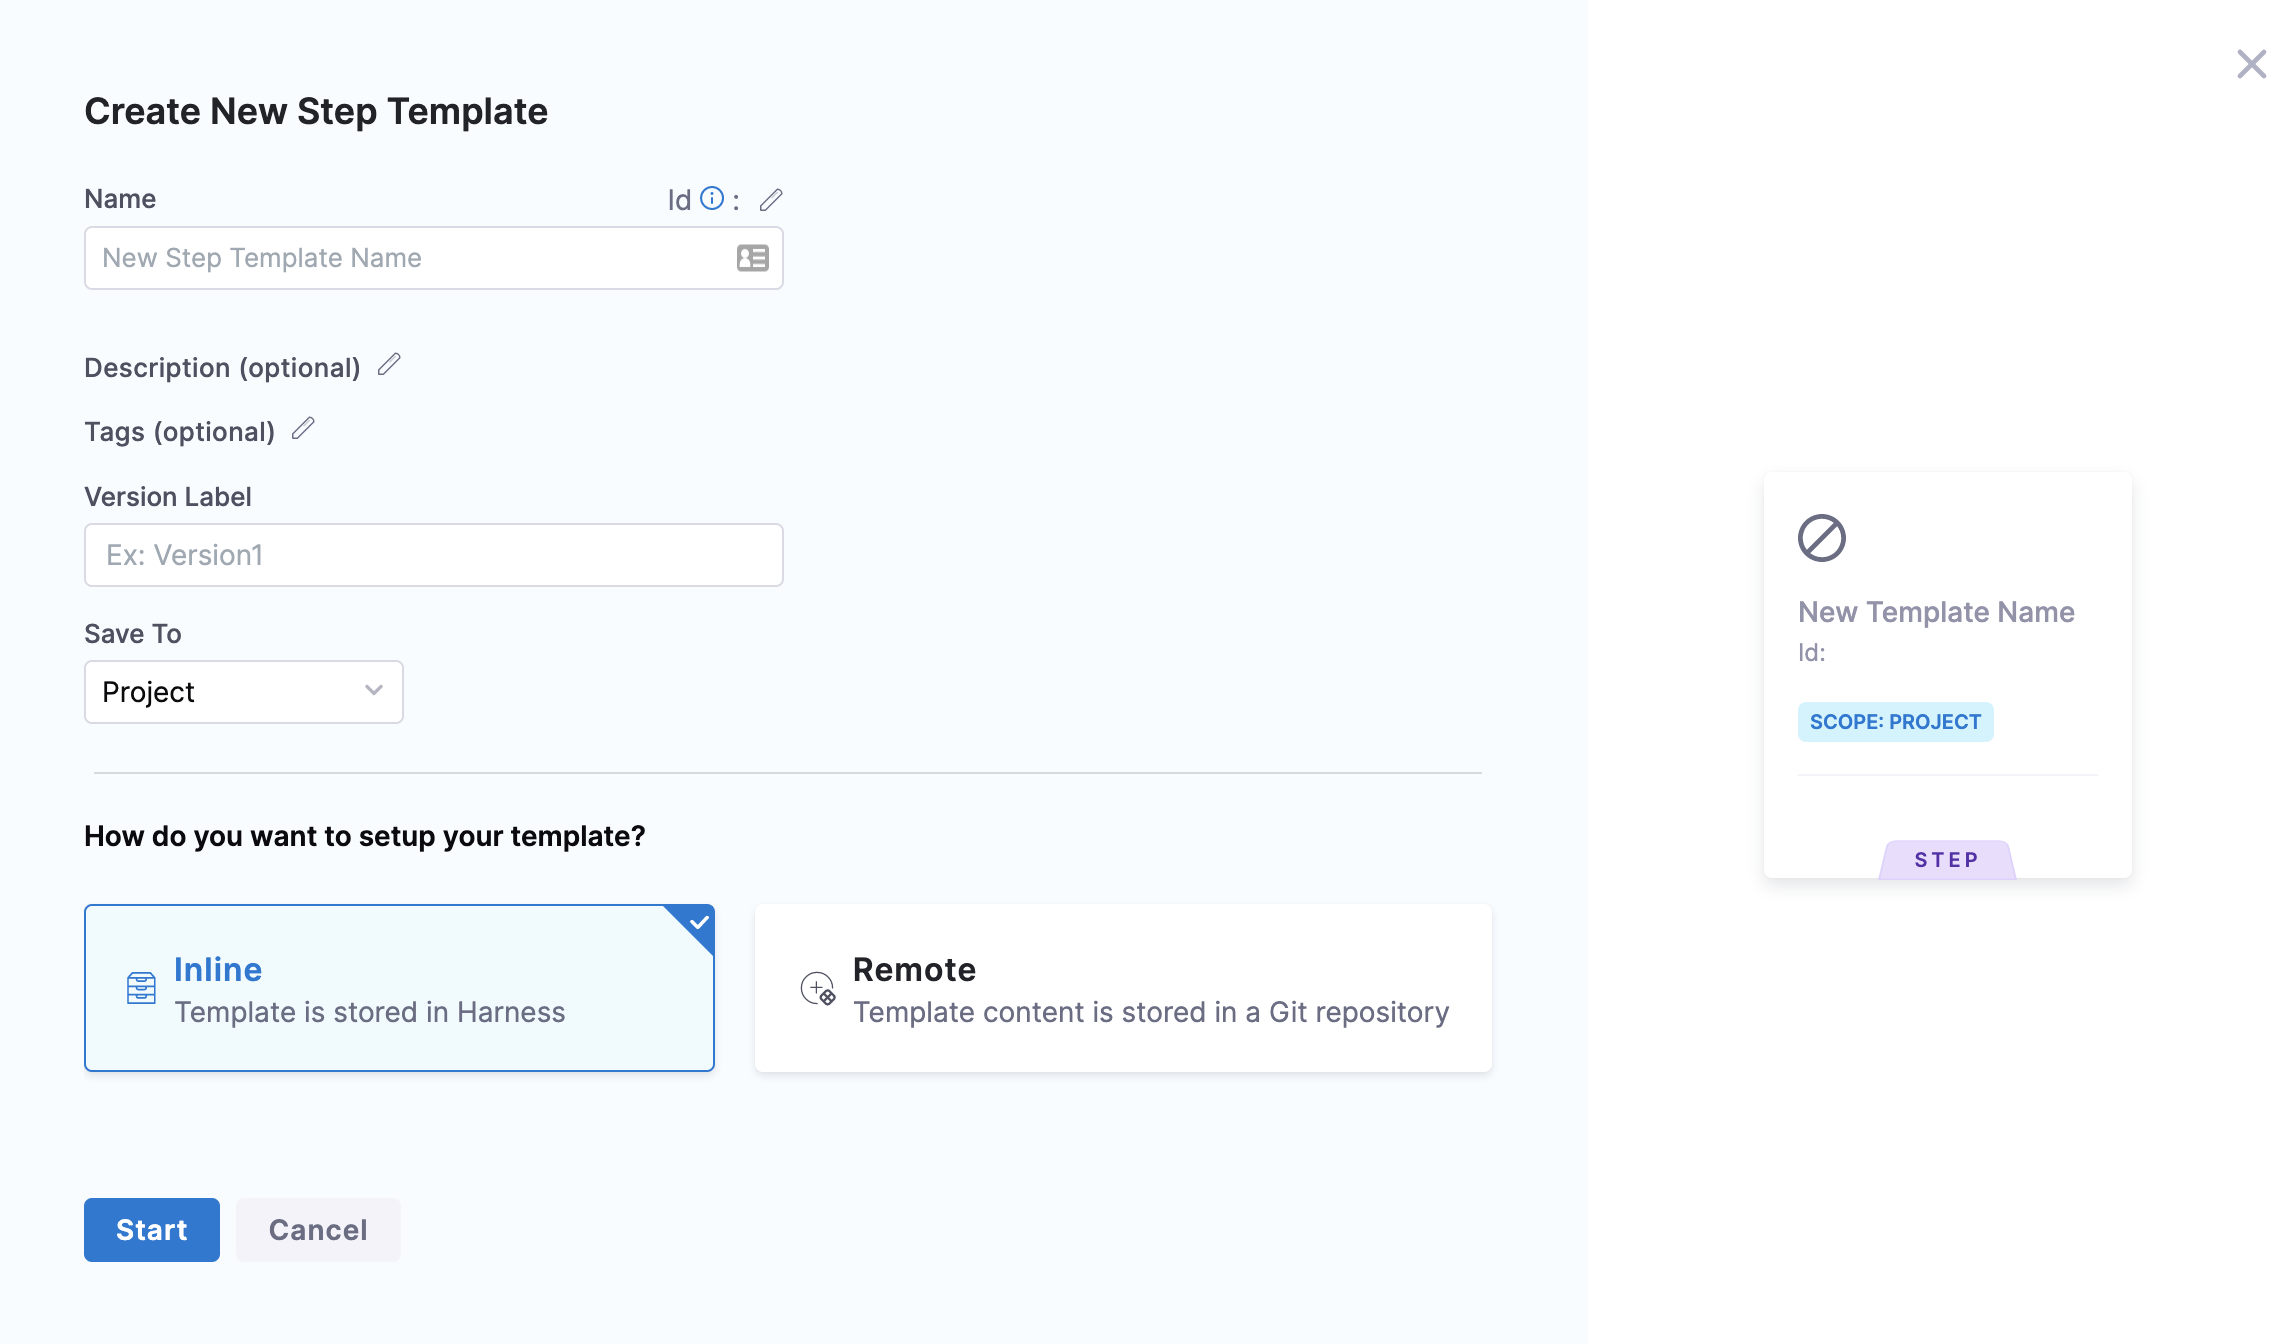 Create New Step Template
Name
Id :
New Step Template Name
Description (optional)
Tags (optional)
Version Label
Ex: Version1
Save To
Project
How do you want to setup your template?
Inline
Template is stored in Harness
Remote
Template content is stored in a Git repository
Start
Cancel
New Template Name
Id:
SCOPE: PROJECT
STEP